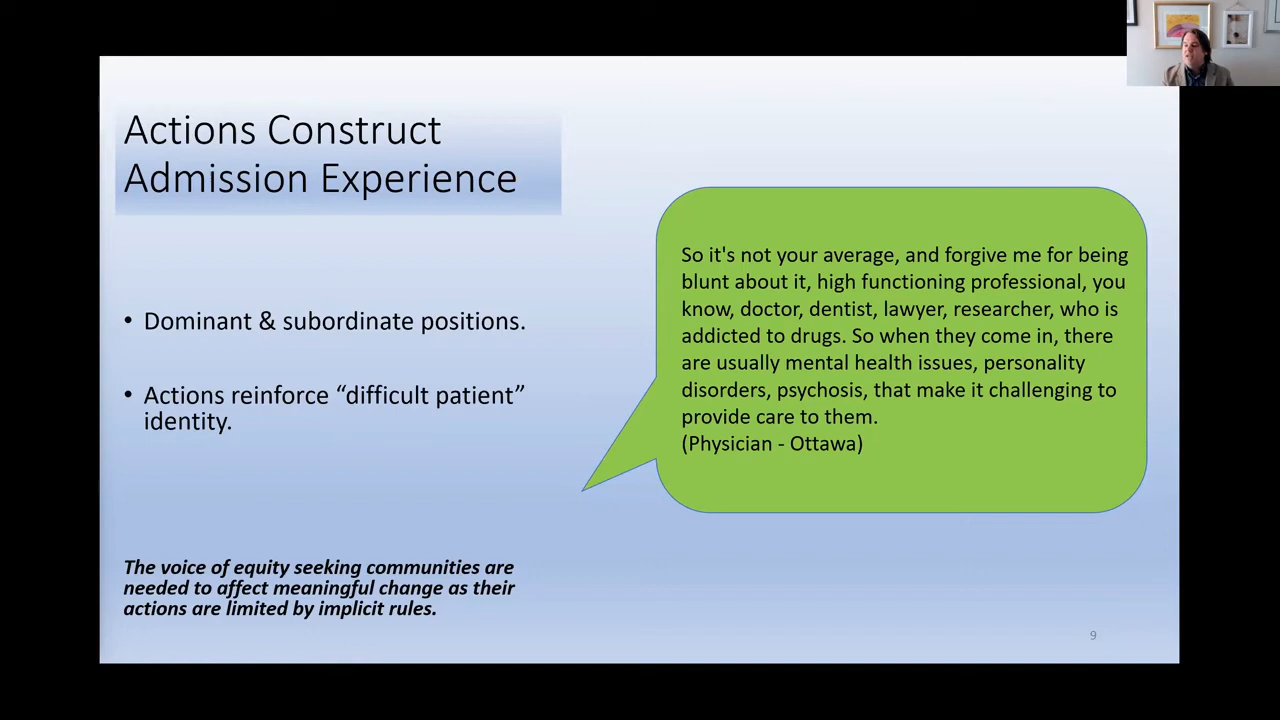 Actions Construct
Admission Experience
• Dominant & subordinate positions.
• Actions reinforce “difficult patient”
identity.
The voice of equity seeking communities are
needed to affect meaningful change as their
actions are limited by implicit rules.
So it's not your average, and forgive me for being
blunt about it, high functioning professional, you
know, doctor, dentist, lawyer, researcher, who is
addicted to drugs. So when they come in, there
are usually mental health issues, personality
disorders, psychosis, that make it challenging to
provide care to them.
(Physician - Ottawa)
9